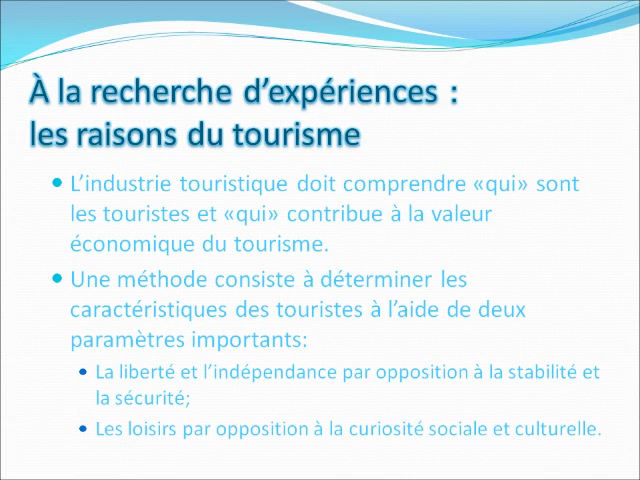 À la recherche d’expériences :
les raisons du tourisme
L’industrie touristique doit comprendre «qui» sont
les touristes et «qui» contribue à la valeur
économique du tourisme.
Une méthode consiste à déterminer les
caractéristiques des touristes à l’aide de deux
paramètres importants:
La liberté et l’indépendance par opposition à la stabilité et
la sécurité;
Les loisirs par opposition à la curiosité sociale et culturelle.